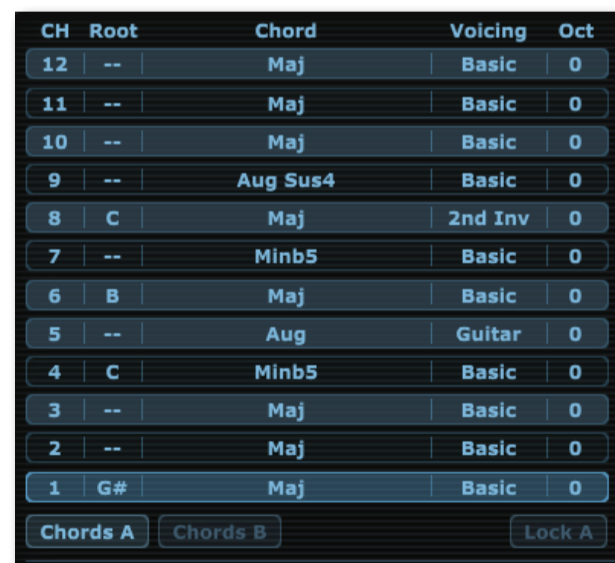 CH Root Chord Voicing Oct
12 -- Maj Basic 0
11 -- Maj Basic 0
10 -- Maj Basic 0
9 -- Aug Sus4 Basic 0
8 C Maj 2nd Inv 0
7 -- Minb5 Basic 0
6 B Maj Basic 0
5 -- Aug Guitar 0
4 C Minb5 Basic 0
3 -- Maj Basic 0
2 -- Maj Basic 0
1 G# Maj Basic 0
Chords A Chords B Lock A